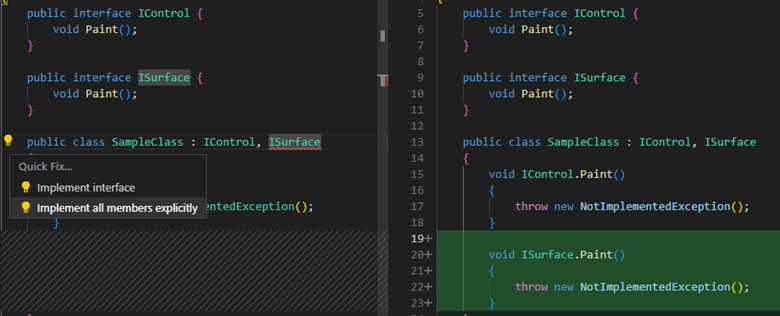 {
public interface IControl {
void Paint();
}
public interface ISurface {
void Paint();
}
public class SampleClass : IControl, ISurface
Quick Fix...
Implement interface
Implement all members explicitly
entedException();
}
}
{
5 public interface IControl {
6 void Paint();
7 }
8
9 public interface ISurface {
10 void Paint();
11 }
12
13 public class SampleClass : IControl, ISurface
14 {
15 void IControl.Paint()
16 {
17 throw new NotImplementedException();
18 }
19+
20+ void ISurface.Paint()
21+ {
22+ throw new NotImplementedException();
23+ }
}